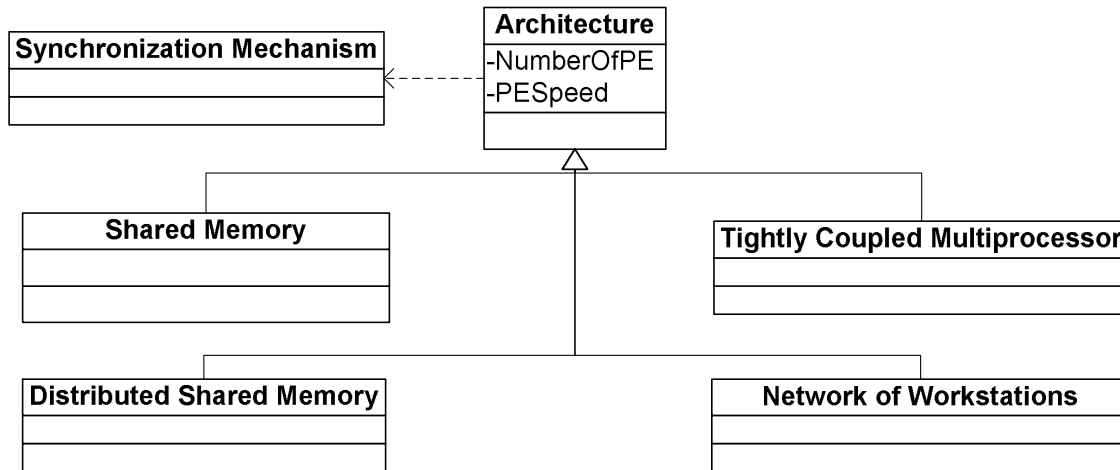 Architecture
Synchronization Mechanism
-NumberOfPE
-PESpeed
Shared Memory
Tightly Coupled Multiprocessor
Distributed Shared Memory
Network of Workstations